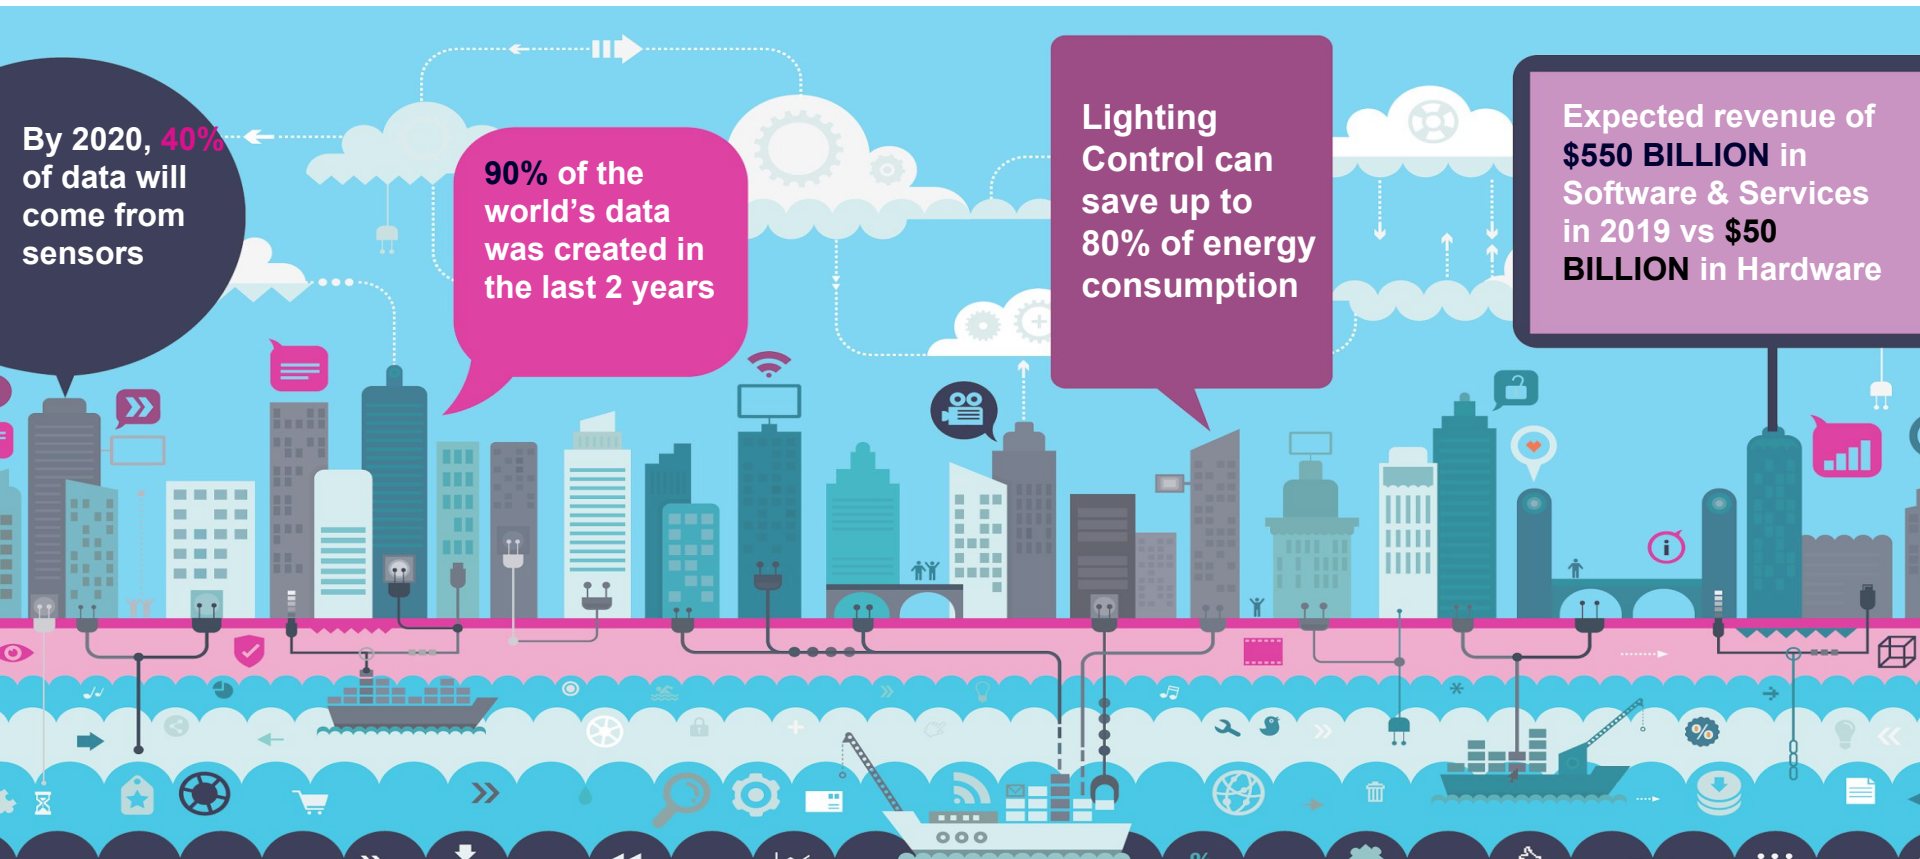 By 2020, 40%
of data will
come from
sensors
90% of the
world's data
was created in
the last 2 years
Lighting
Control can
save up to
80% of energy
consumption
Expected revenue of
$550 BILLION in
Software & Services
in 2019 vs $50
BILLION in Hardware